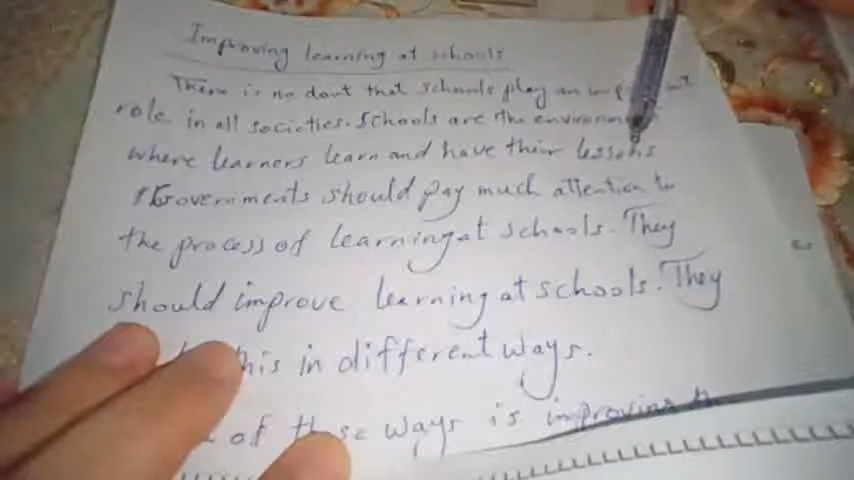 Improving learning at schools
There is no dout that schools play an
role in all societies. Schools are the
where learners learn and have their lessons
Governments should pay much attention to
the process of learning at schools. They
should improve learning at schools. They
this in different ways.
of these ways is improving